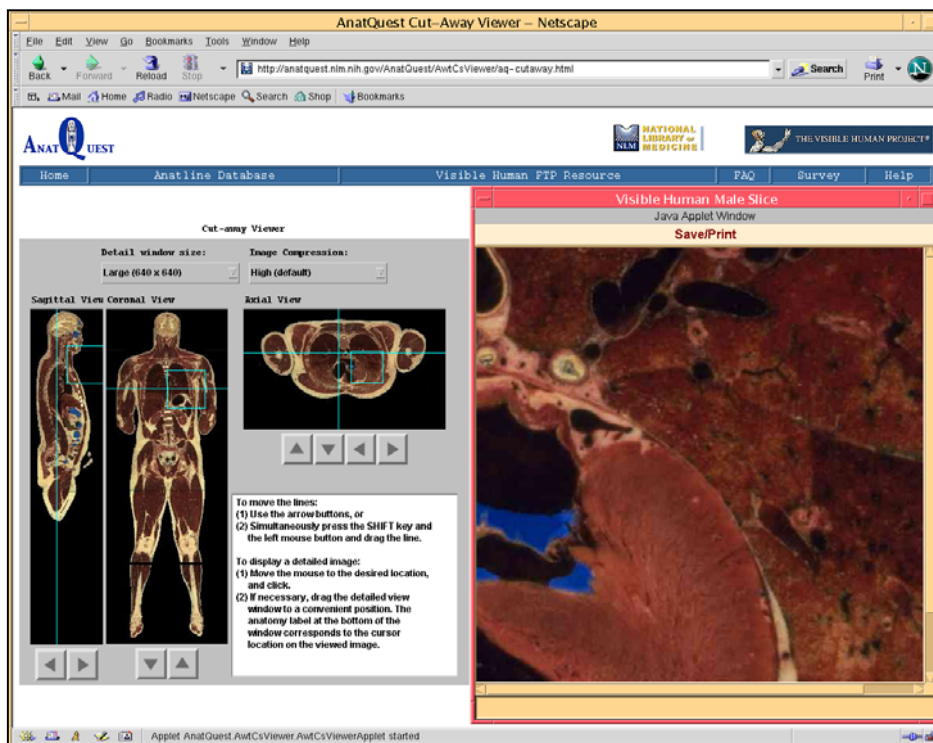 AnatQuest Cut-Away Viewer - Netscape
File Edit View Go Bookmarks Tools Window Help
Back Forward Reload Stop http://anatquest.nlm.nih.gov/AnatQuest/AwtCsViewer/aq-cutaway.html Search Print N
Mail Home Radio Netscape Search Shop Bookmarks
ANATQUEST
NLM NATIONAL LIBRARY OF MEDICINE
THE VISIBLE HUMAN PROJECT®
Home Anatline Database Visible Human FTP Resource FAQ Survey Help
Cut-away Viewer
Detail window size: Image Compression:
Large (640 x 640) High (default)
Sagittal View Coronal View Axial View
To move the lines:
(1) Use the arrow buttons, or
(2) Simultaneously press the SHIFT key and
the left mouse button and drag the line.
To display a detailed image:
(1) Move the mouse to the desired location,
and click.
(2) If necessary, drag the detailed view
window to a convenient position. The
anatomy label at the bottom of the
window corresponds to the cursor
location on the viewed image.
Visible Human Male Slice
Java Applet Window
Save/Print
Applet AnatQuest.AwtCsViewer.AwtCsViewerApplet started